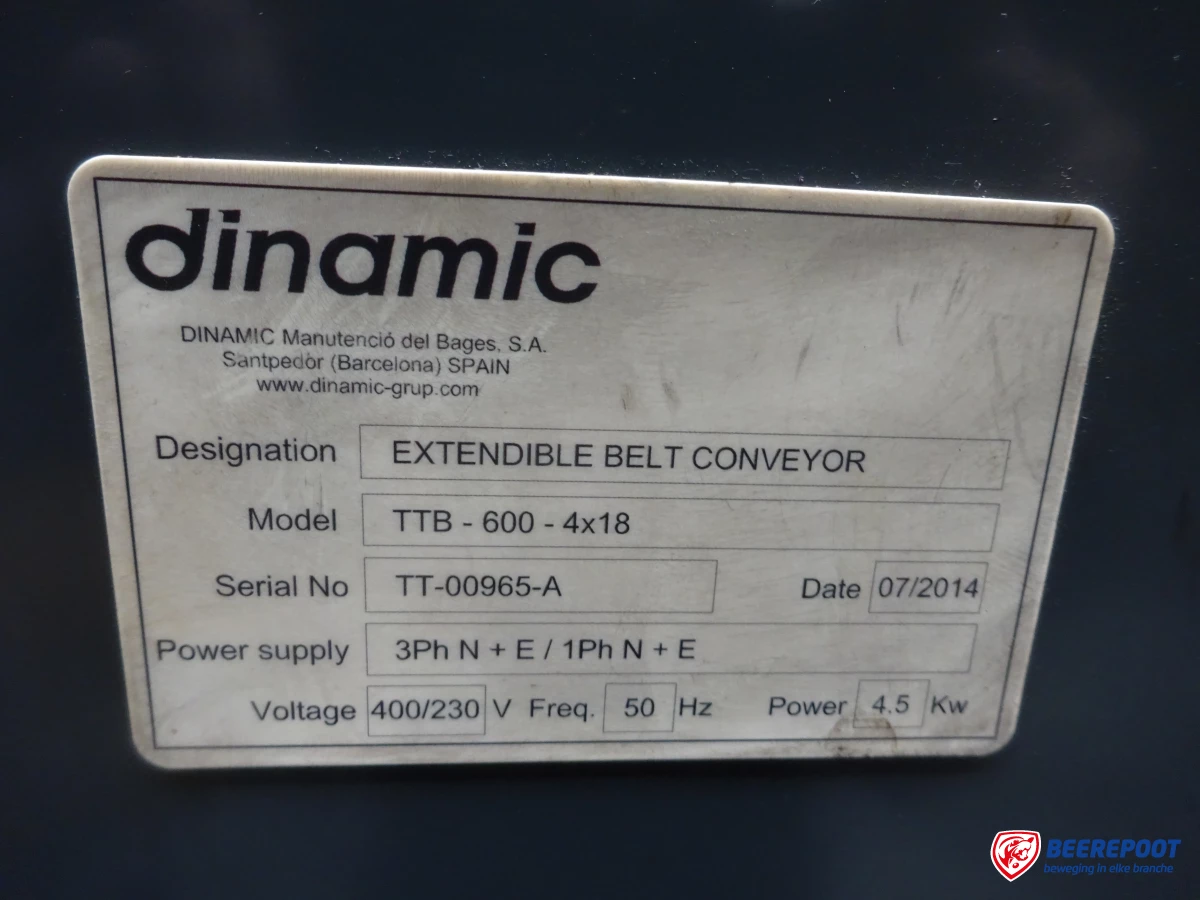 dinamic
DINAMIC Manutenció del Bages, S.A.
Santpedor (Barcelona) SPAIN
www.dinamic-grup.com
Designation EXTENDIBLE BELT CONVEYOR
Model TTB - 600 - 4x18
Serial No TT-00965-A Date 07/2014
Power supply 3Ph N + E / 1Ph N + E
Voltage 400/230 V Freq. 50 Hz Power 4.5 Kw
BEEREPOOT
beweging in elke branche